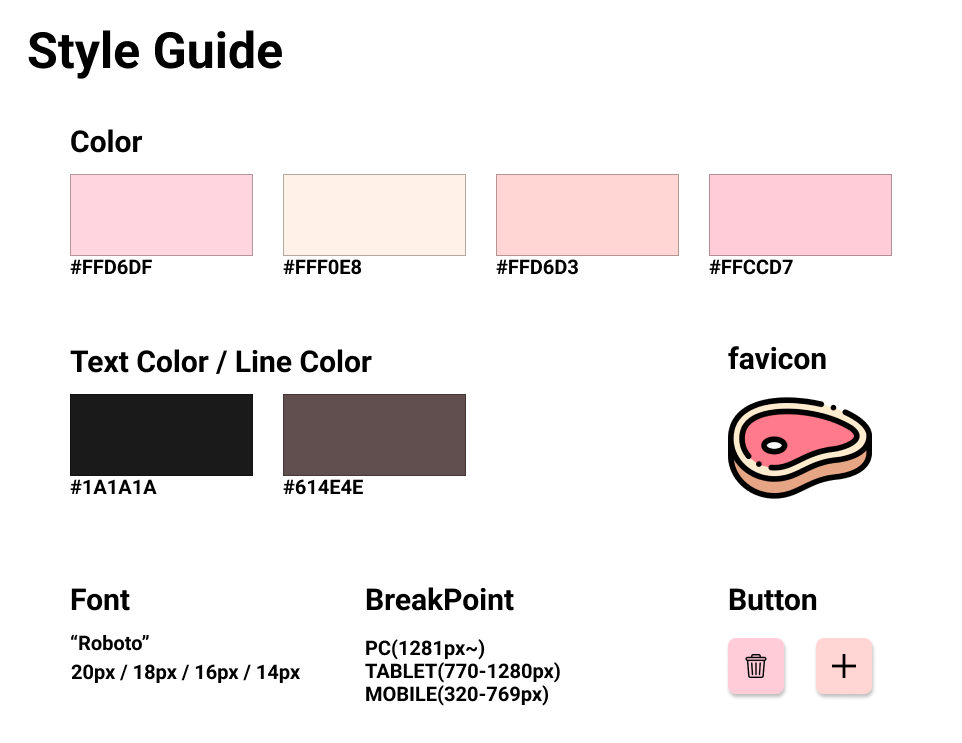 Style Guide
Color
#FFD6DF
#FFF0E8
#FFD6D3
#FFCCD7
Text Color / Line Color
#1A1A1A
#614E4E
favicon
Font
“Roboto”
20px / 18px / 16px / 14px
BreakPoint
PC(1281px~)
TABLET(770-1280px)
MOBILE(320-769px)
Button